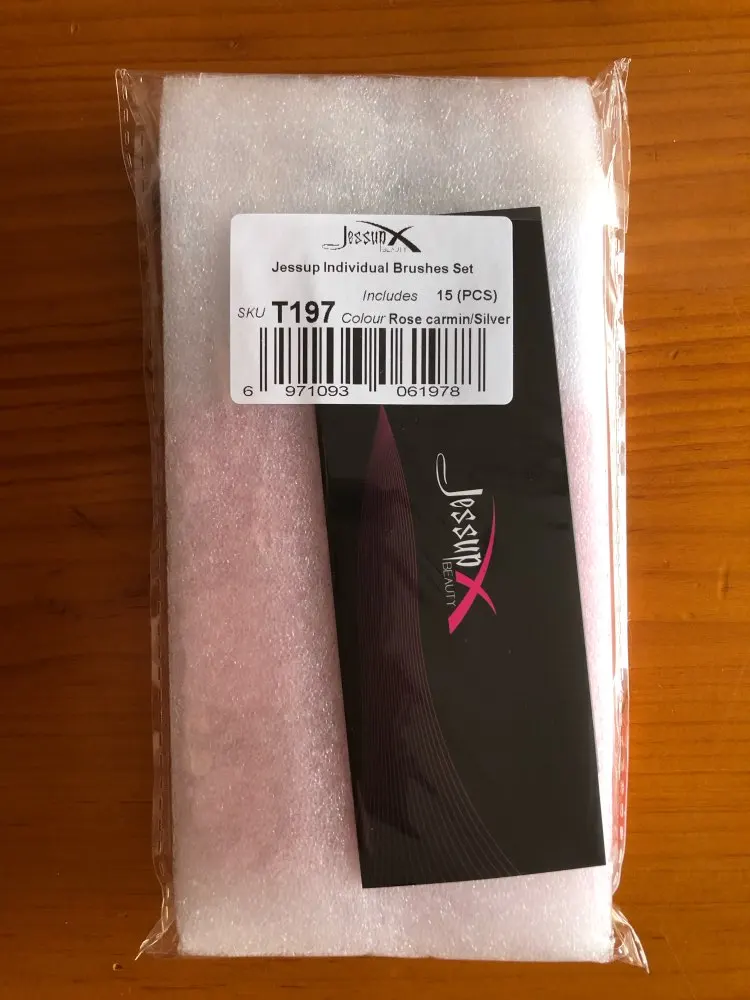 Jessup
BEAUTY
Jessup Individual Brushes Set
Includes 15 (PCS)
SKU T197 Colour Rose carmin/Silver
6 971093 061978
Jessup
BEAUTY